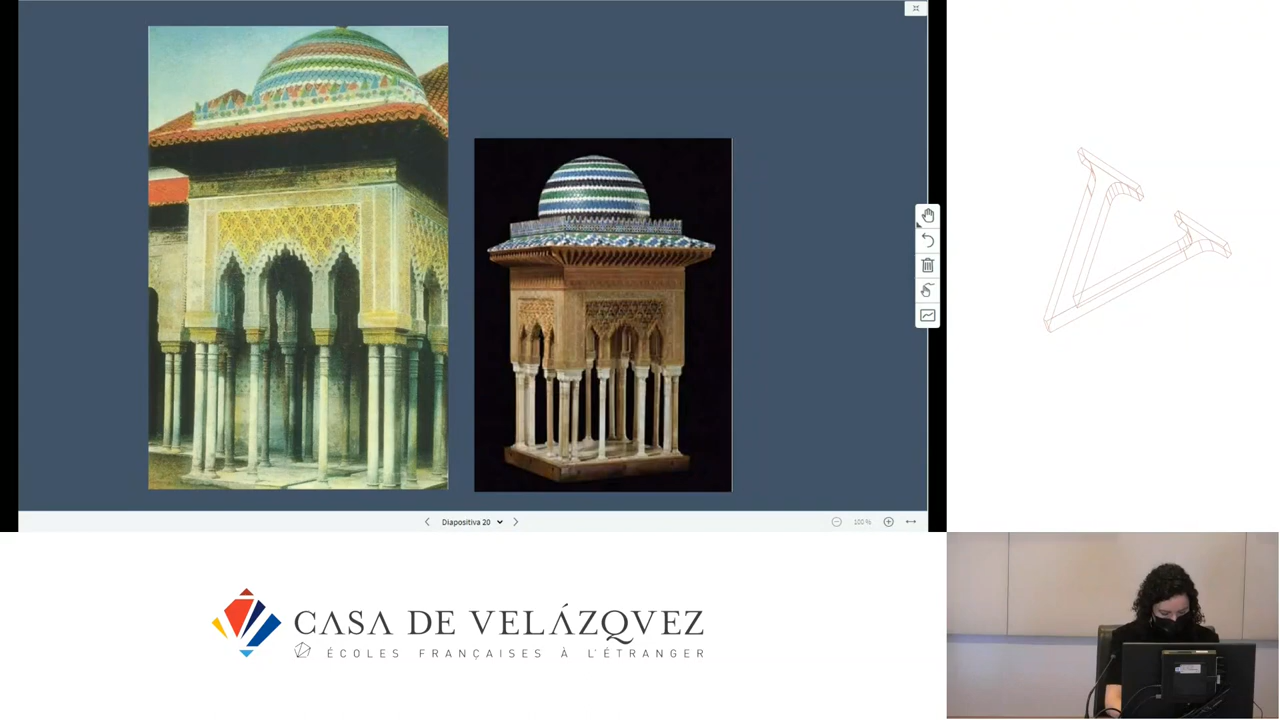 Diapositiva 20
100 %
CASA DE VELÁZQVEZ
ÉCOLES FRANÇAISES À L'ÉTRANGER